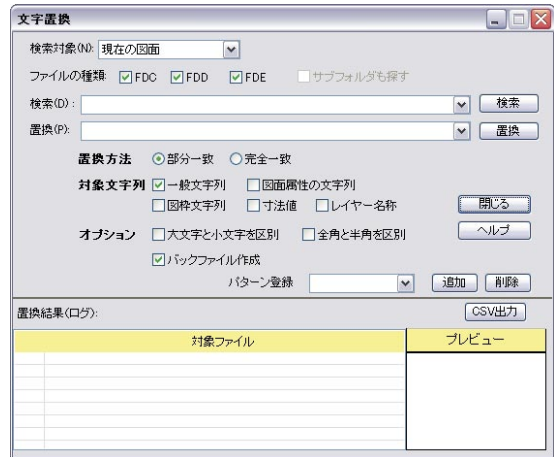 文字置換
検索対象(N): 現在の図面
ファイルの種類: FDC FDD FDE サブフォルダも探す
検索(D): 検索
置換(P): 置換
置換方法 部分一致 完全一致
対象文字列 一般文字列 図面属性の文字列
図枠文字列 寸法値 レイヤー名称 閉じる
オプション 大文字と小文字を区別 全角と半角を区別 ヘルプ
バックファイル作成
パターン登録 追加 削除
置換結果(ログ): CSV出力
対象ファイル プレビュー